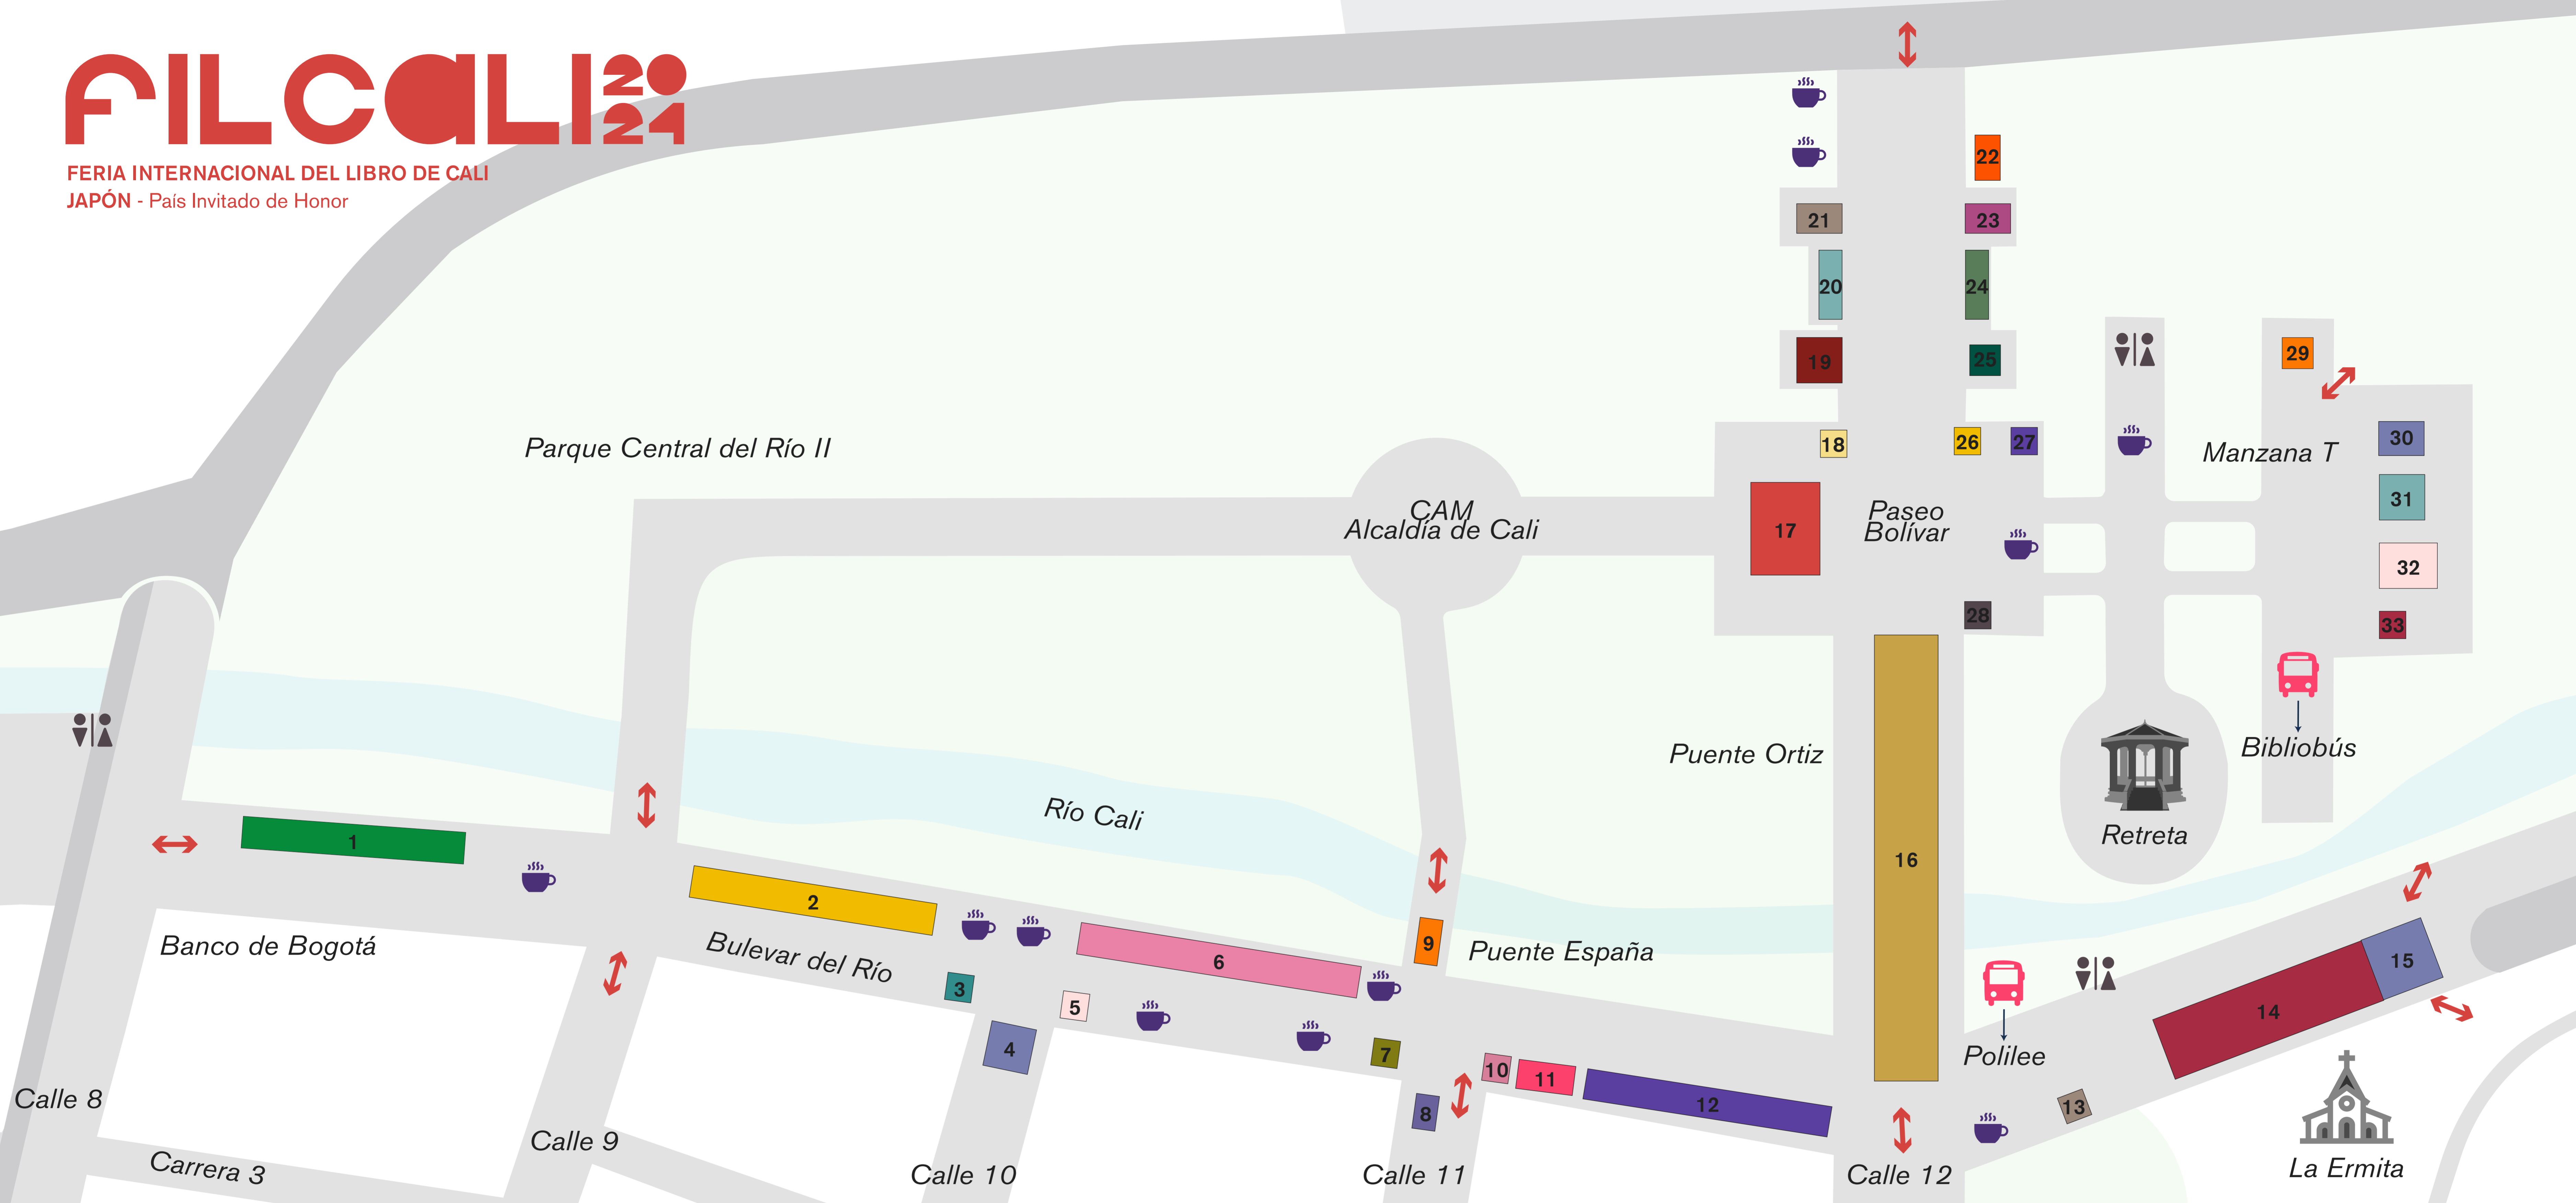 FILCALI 2024
FERIA INTERNACIONAL DEL LIBRO DE CALI
JAPÓN - País Invitado de Honor
22
21
23
20
24
19
25
29
18
26
27
30
Parque Central del Río II
Manzana T
31
CAM
Alcaldía de Cali
17
Paseo
Bolívar
32
28
33
Puente Ortiz
Bibliobús
Río Cali
Retreta
1
16
2
Banco de Bogotá
Bulevar del Río
6
9
Puente España
15
3
5
14
4
7
Polilee
10
11
12
13
8
Calle 8
Calle 9
Carrera 3
Calle 10
Calle 11
Calle 12
La Ermita